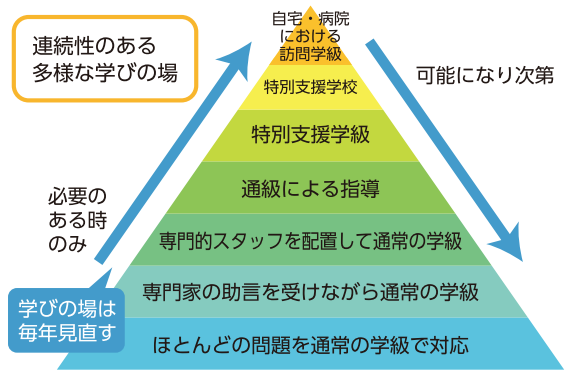 連続性のある
多様な学びの場
自宅・病院
における
訪問学級
特別支援学校
特別支援学級
通級による指導
専門的スタッフを配置して通常の学級
専門家の助言を受けながら通常の学級
ほとんどの問題を通常の学級で対応
可能になり次第
必要の
ある時
のみ
学びの場は
毎年見直す